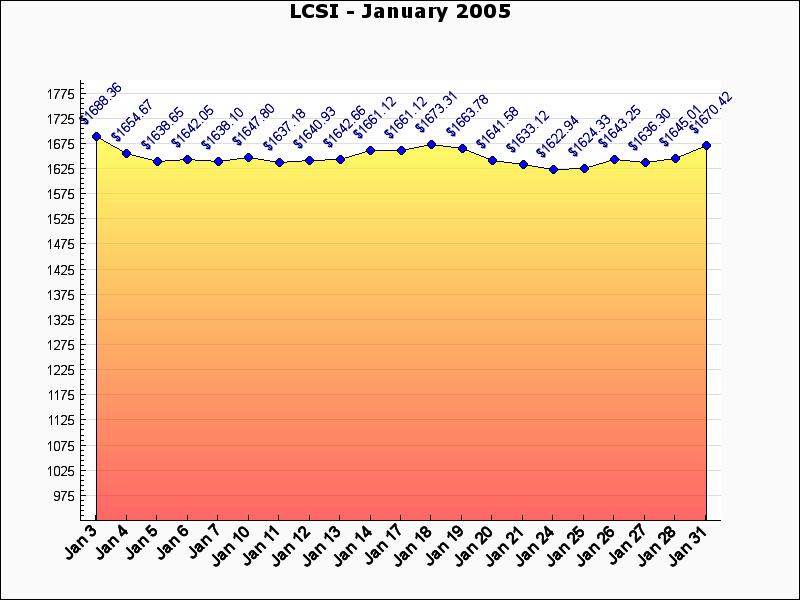 LCSI - January 2005
$1688.36
$1654.67
$1638.65
$1642.05
$1638.10
$1647.80
$1637.18
$1640.93
$1642.66
$1661.12
$1661.12
$1673.31
$1663.78
$1641.58
$1633.12
$1622.94
$1624.33
$1643.25
$1636.30
$1645.01
$1670.42
1775
1725
1675
1625
1575
1525
1475
1425
1375
1325
1275
1225
1175
1125
1075
1025
975
Jan 3
Jan 4
Jan 5
Jan 6
Jan 7
Jan 10
Jan 11
Jan 12
Jan 13
Jan 14
Jan 17
Jan 18
Jan 19
Jan 20
Jan 21
Jan 24
Jan 25
Jan 26
Jan 27
Jan 28
Jan 31